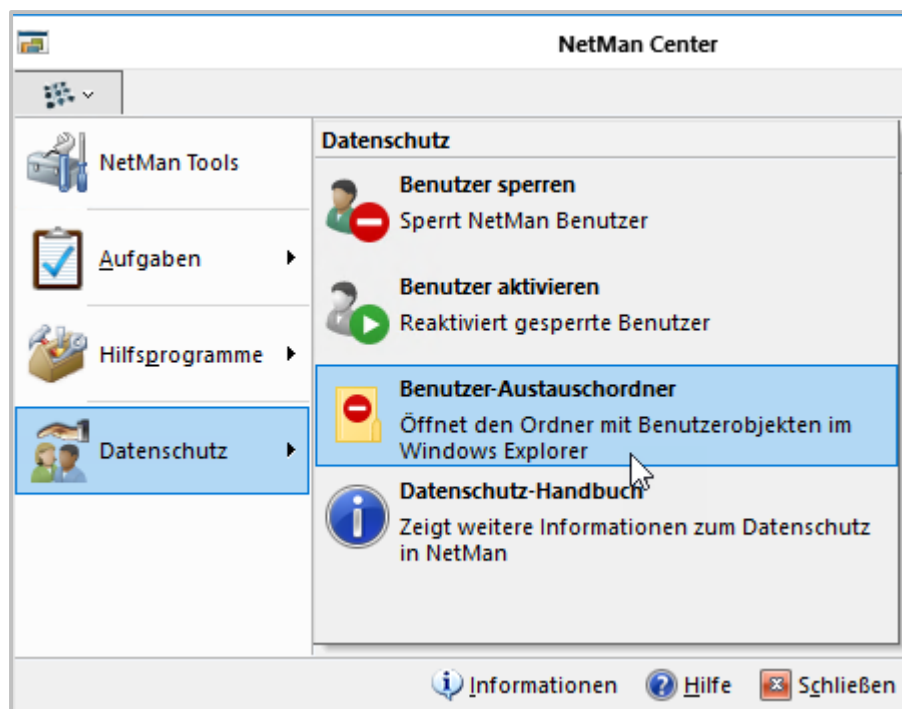 NetMan Center
NetMan Tools
Aufgaben
Hilfsprogramme
Datenschutz
Datenschutz
Benutzer sperren
Sperrt NetMan Benutzer
Benutzer aktivieren
Reaktiviert gesperrte Benutzer
Benutzer-Austauschordner
Öffnet den Ordner mit Benutzerobjekten im
Windows Explorer
Datenschutz-Handbuch
Zeigt weitere Informationen zum Datenschutz
in NetMan
Informationen
Hilfe
Schließen